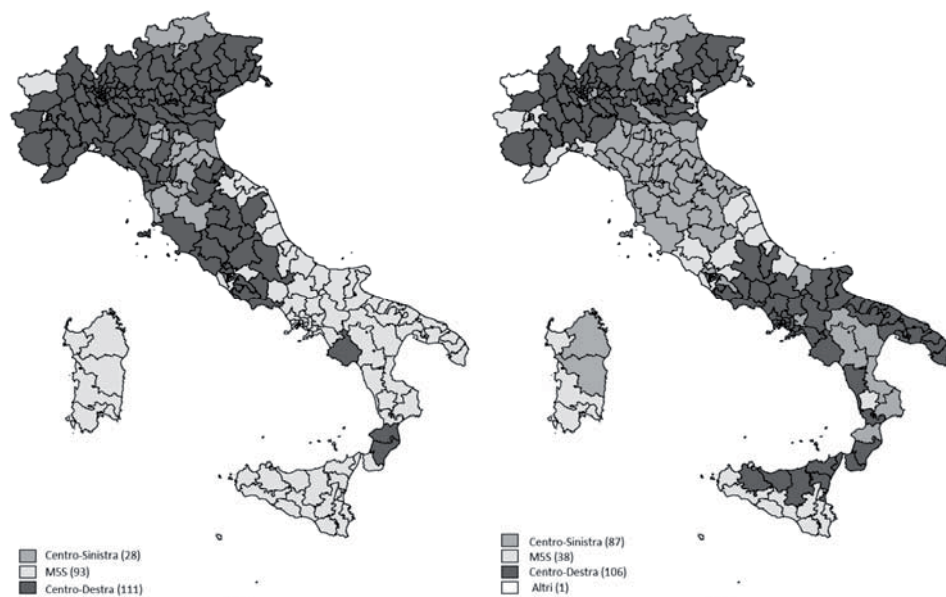 Centro-Sinistra (28)
M5S (93)
Centro-Destra (111)
Centro-Sinistra (87)
M5S (38)
Centro-Destra (106)
Altri (1)